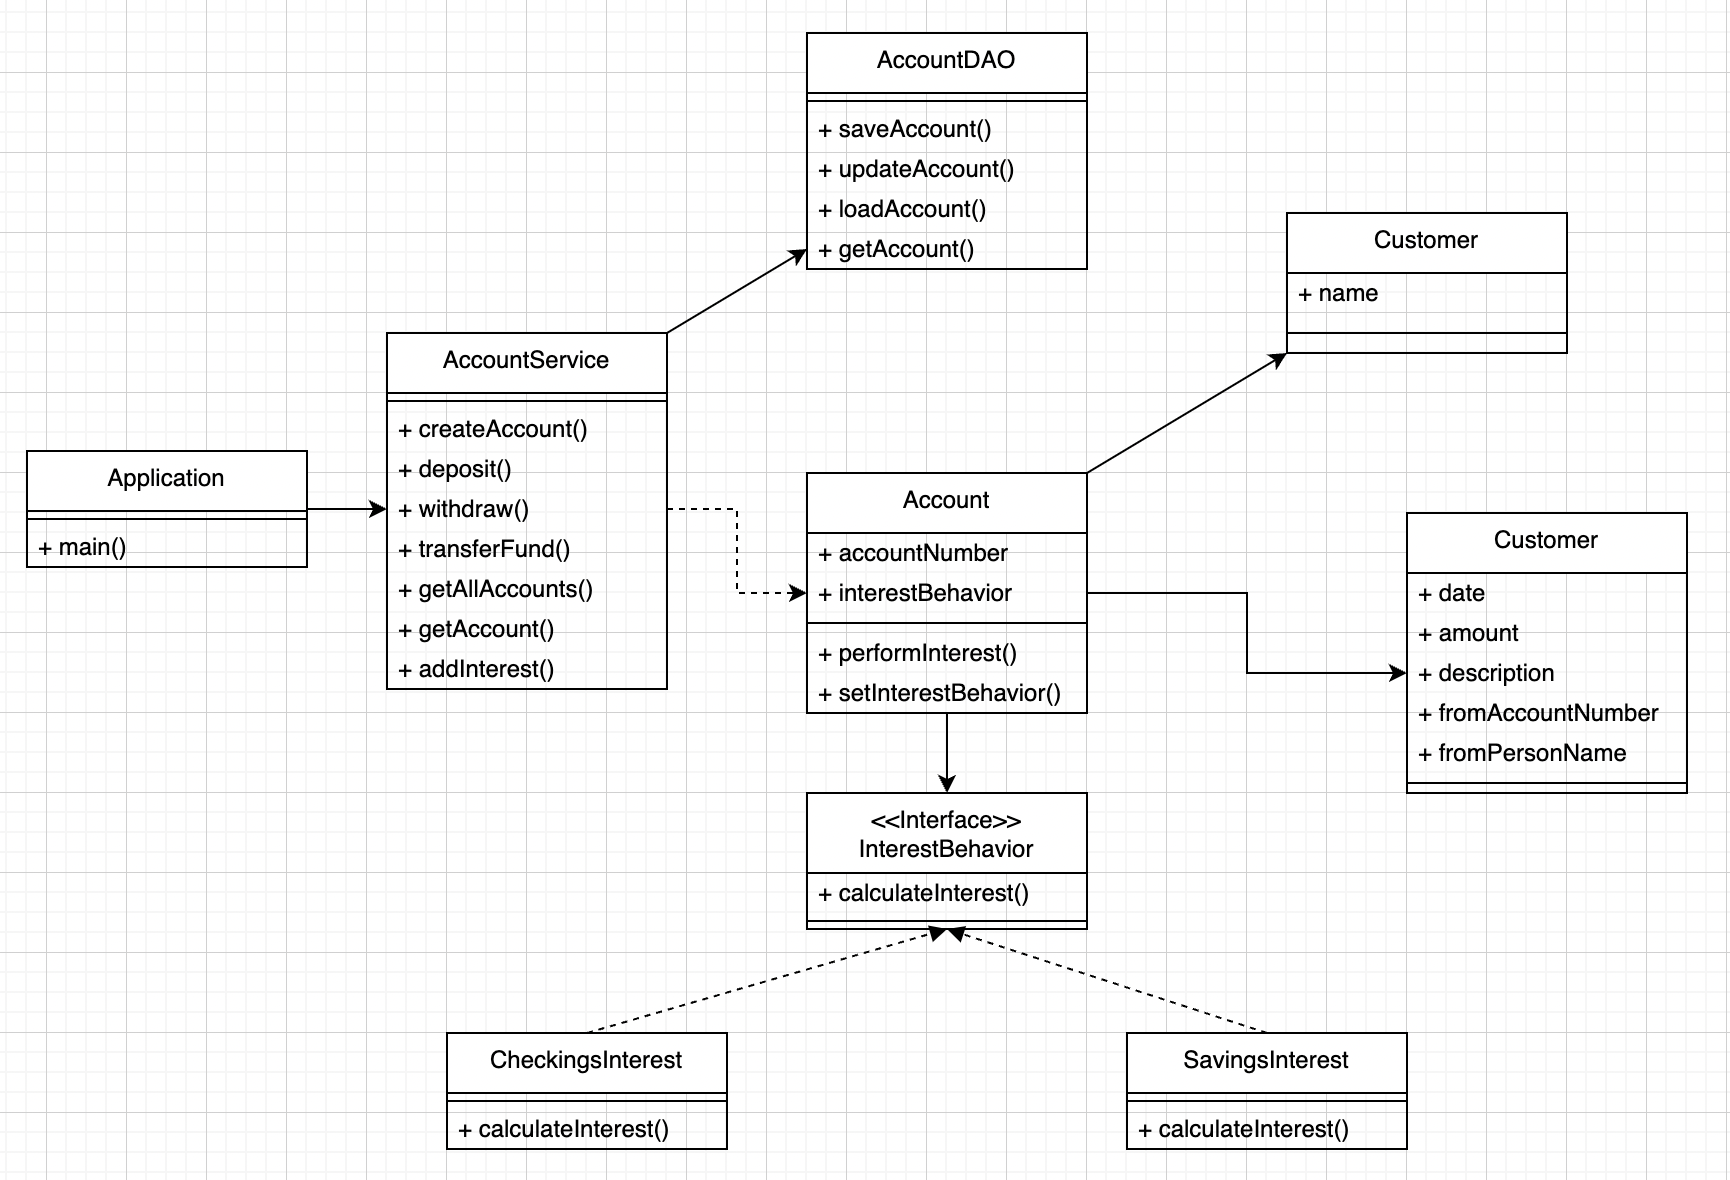 AccountDAO
+ saveAccount()
+ updateAccount()
+ loadAccount()
+ getAccount()
Customer
+ name
AccountService
+ createAccount()
+ deposit()
+ withdraw()
+ transferFund()
+ getAllAccounts()
+ getAccount()
+ addInterest()
Application
+ main()
Account
+ accountNumber
+ interestBehavior
+ performInterest()
+ setInterestBehavior()
Customer
+ date
+ amount
+ description
+ fromAccountNumber
+ fromPersonName
<<Interface>>
InterestBehavior
+ calculateInterest()
CheckingsInterest
+ calculateInterest()
SavingsInterest
+ calculateInterest()